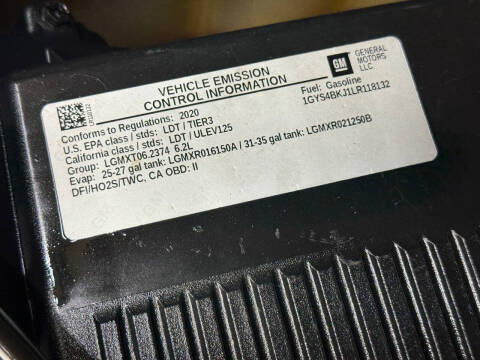 VEHICLE EMISSION
CONTROL INFORMATION
GM
GENERAL
MOTORS
LLC
Conforms to Regulations: 2020
Fuel: Gasoline
U.S. EPA class / stds: LDT / TIER3
1GYS4BKJ1LR118132
California class / stds: LDT / ULEV125
Group: LGMXT06.2374 6.2L
Evap: 25-27 gal tank: LGMXR016150A / 31-35 gal tank: LGMXR021250B
DFI/HO2S/TWC, CA OBD: II